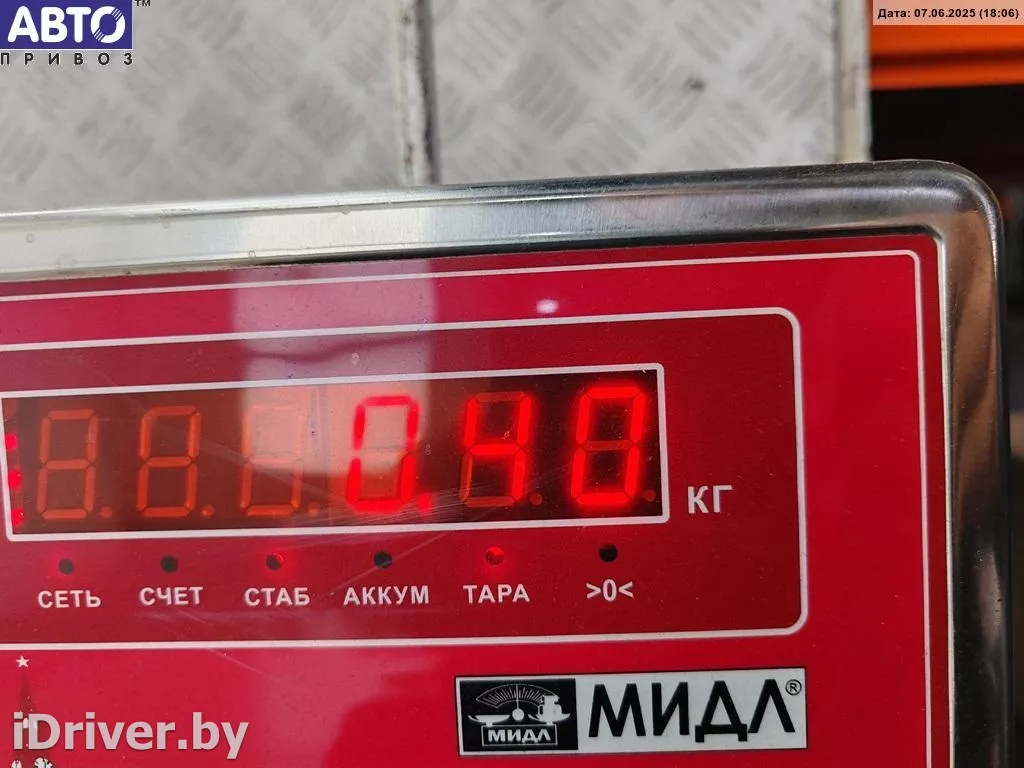 АВТО™
ПРИВОЗ
Дата: 07.06.2025 (18:06)
0.40
КГ
СЕТЬ СЧЕТ СТАБ АККУМ ТАРА >0<
МИДЛ МИДЛ®
iDriver.by